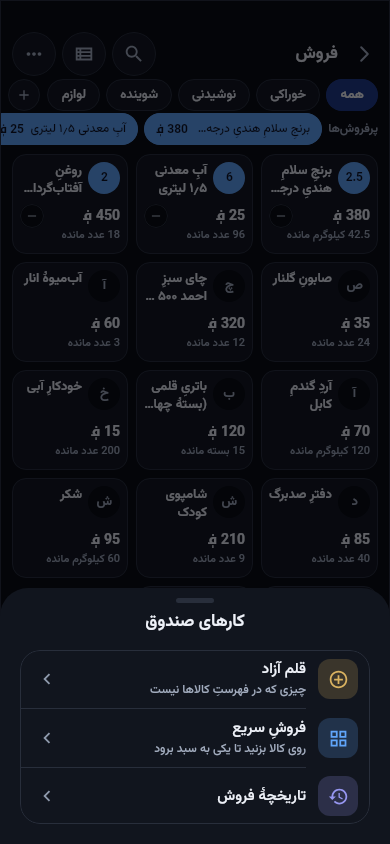 فروش
همه
خوراکی
نوشیدنی
شوینده
لوازم
پرفروش‌ها
برنج سلام هندیِ درجه… 380 ؋
آبِ معدنی ۱٫۵ لیتری 25 ؋
برنجِ سلامِ هندیِ درج…
2.5
380 ؋
42.5 کیلوگرم مانده
آبِ معدنی ۱٫۵ لیتری
6
25 ؋
96 عدد مانده
روغنِ آفتاب‌گردا…
2
450 ؋
18 عدد مانده
ص
صابونِ گلنار
35 ؋
24 عدد مانده
چ
چای سبزِ احمد ۵۰۰ …
320 ؋
12 عدد مانده
آ
آب‌میوهٔ انار
60 ؋
3 عدد مانده
آ
آردِ گندمِ کابل
70 ؋
120 کیلوگرم مانده
ب
باتریِ قلمی (بستهٔ چها…
120 ؋
15 بسته مانده
خ
خودکارِ آبی
15 ؋
200 عدد مانده
د
دفترِ صدبرگ
85 ؋
40 عدد مانده
ش
شامپوی کودک
210 ؋
9 عدد مانده
ش
شکر
95 ؋
60 کیلوگرم مانده
کارهای صندوق
قلم آزاد
چیزی که در فهرستِ کالاها نیست
فروشِ سریع
روی کالا بزنید تا یکی به سبد برود
تاریخچهٔ فروش